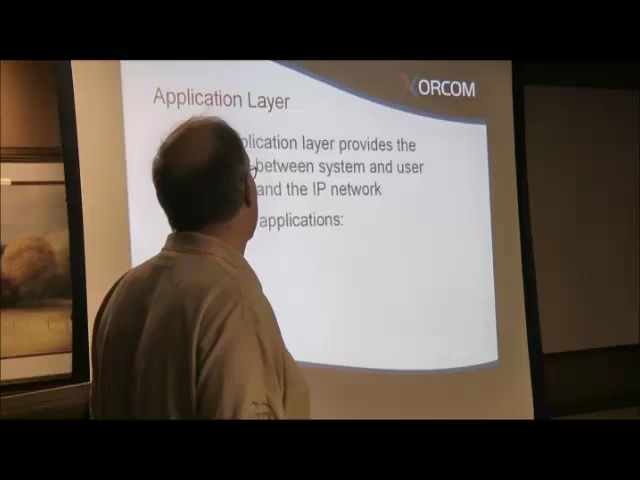 XORCOM
Application Layer
plication layer provides the
between system and user
and the IP network
applications: